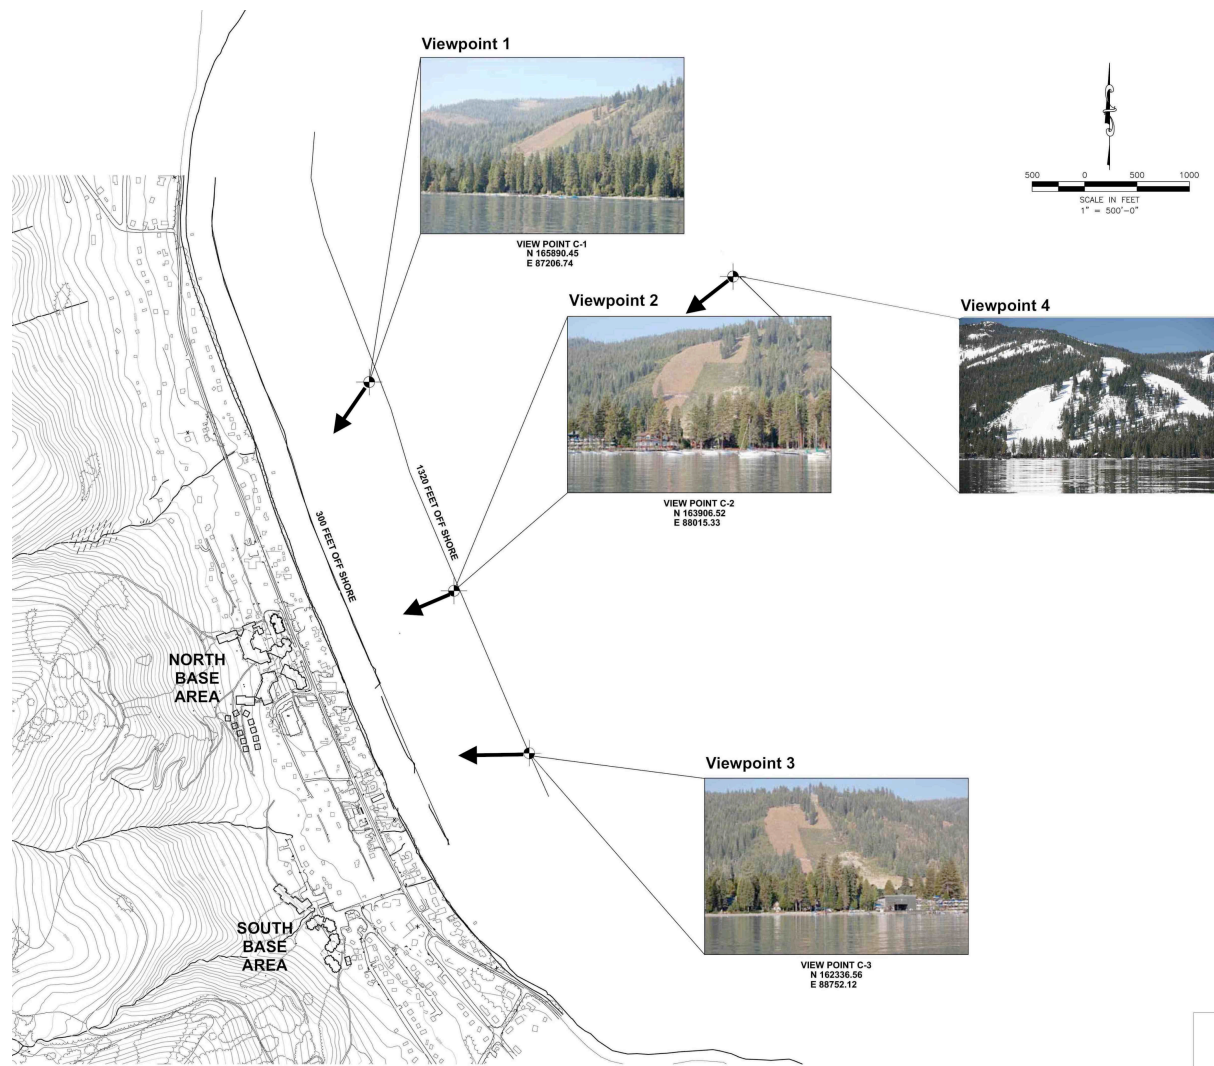 Viewpoint 1
VIEW POINT C-1
N 165890.45
E 87206.74
500 0 500 1000
SCALE IN FEET
1" = 500'-0"
Viewpoint 2
VIEW POINT C-2
N 163906.52
E 88015.33
Viewpoint 4
1320 FEET OFF SHORE
300 FEET OFF SHORE
NORTH
BASE
AREA
Viewpoint 3
VIEW POINT C-3
N 162336.56
E 88752.12
SOUTH
BASE
AREA